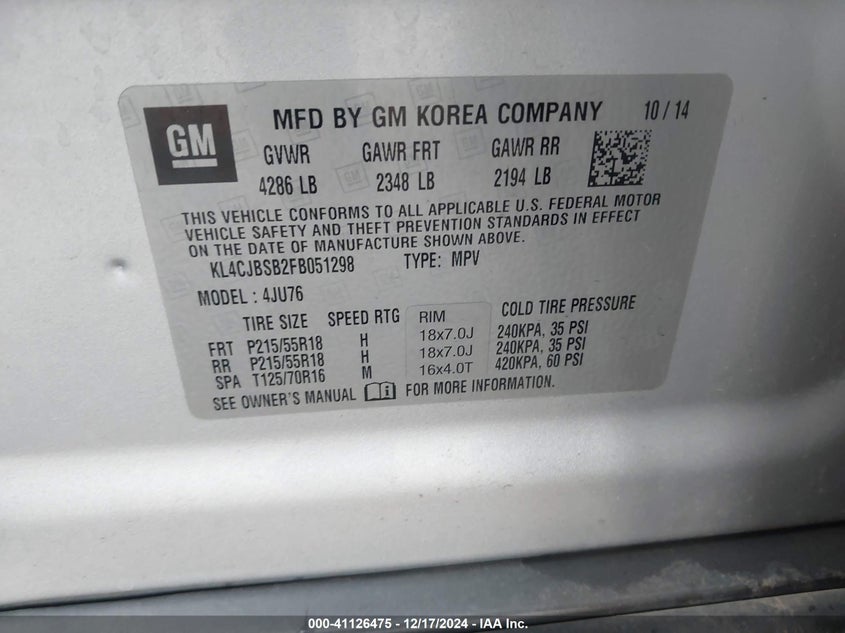 GM
MFD BY GM KOREA COMPANY 10 / 14
GVWR GAWR FRT GAWR RR
4286 LB 2348 LB 2194 LB
THIS VEHICLE CONFORMS TO ALL APPLICABLE U.S. FEDERAL MOTOR
VEHICLE SAFETY AND THEFT PREVENTION STANDARDS IN EFFECT
ON THE DATE OF MANUFACTURE SHOWN ABOVE.
KL4CJBSB2FB051298 TYPE: MPV
MODEL : 4JU76
TIRE SIZE SPEED RTG RIM COLD TIRE PRESSURE
FRT P215/55R18 H 18x7.0J 240KPA, 35 PSI
RR P215/55R18 H 18x7.0J 240KPA, 35 PSI
SPA T125/70R16 M 16x4.0T 420KPA, 60 PSI
SEE OWNER'S MANUAL FOR MORE INFORMATION.
000-41126475 - 12/17/2024 - IAA Inc.